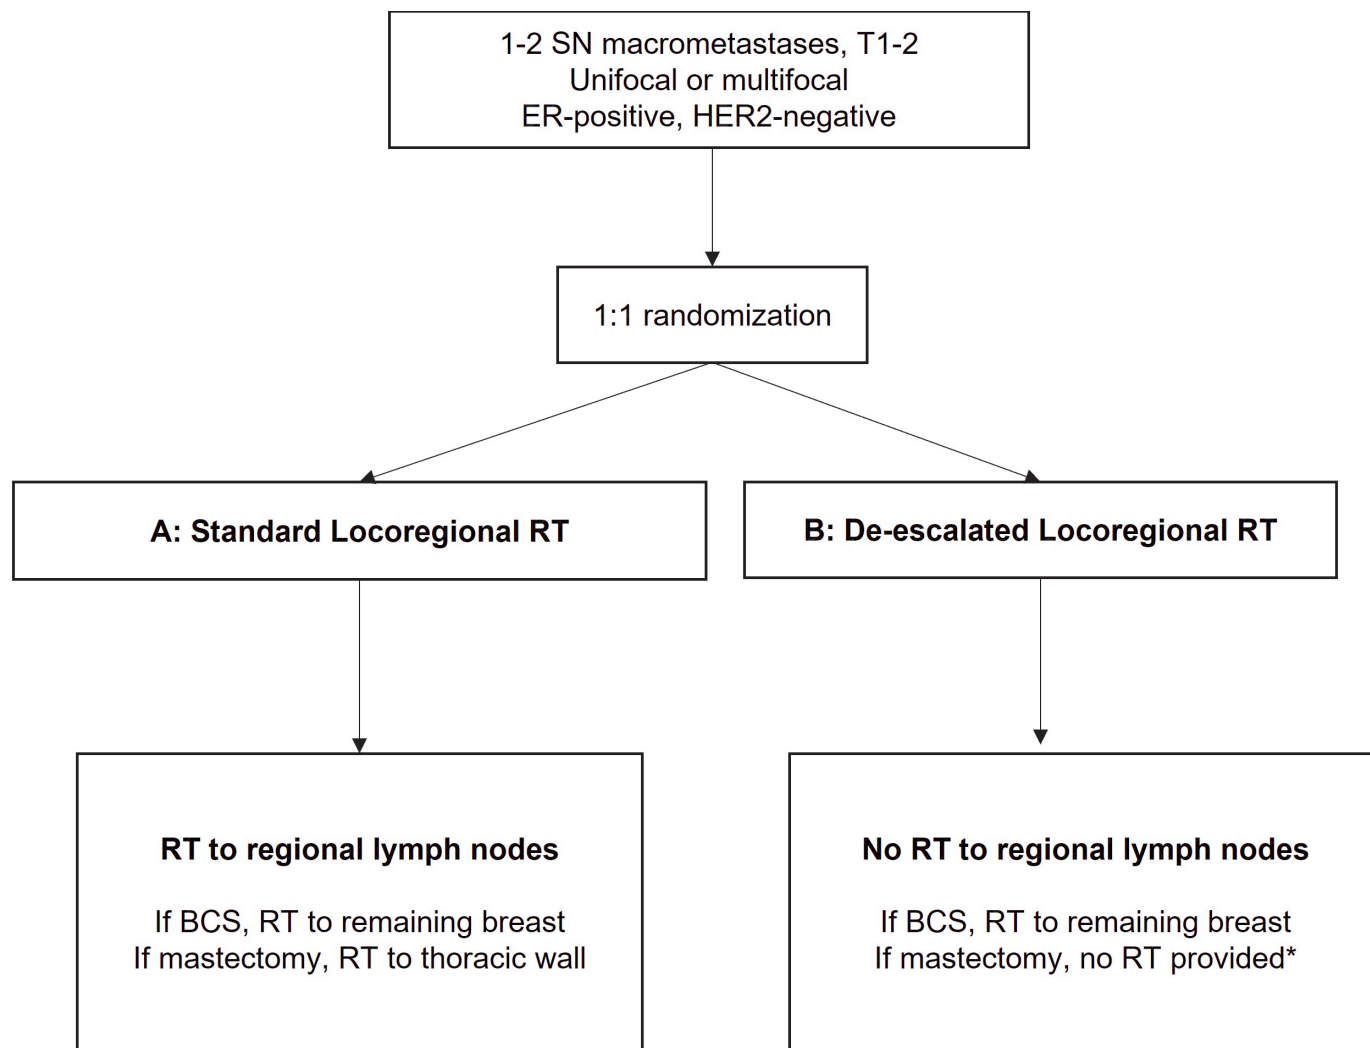 1-2 SN macrometastases, T1-2
Unifocal or multifocal
ER-positive, HER2-negative
1:1 randomization
A: Standard Locoregional RT
B: De-escalated Locoregional RT
RT to regional lymph nodes
If BCS, RT to remaining breast
If mastectomy, RT to thoracic wall
No RT to regional lymph nodes
If BCS, RT to remaining breast
If mastectomy, no RT provided*